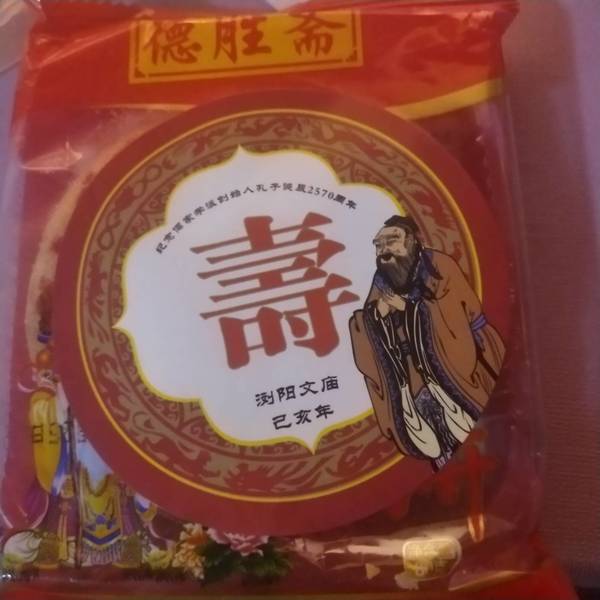 德胜斋
纪念儒家学派创始人孔子诞辰2570周年
壽
浏阳文庙
己亥年
饼